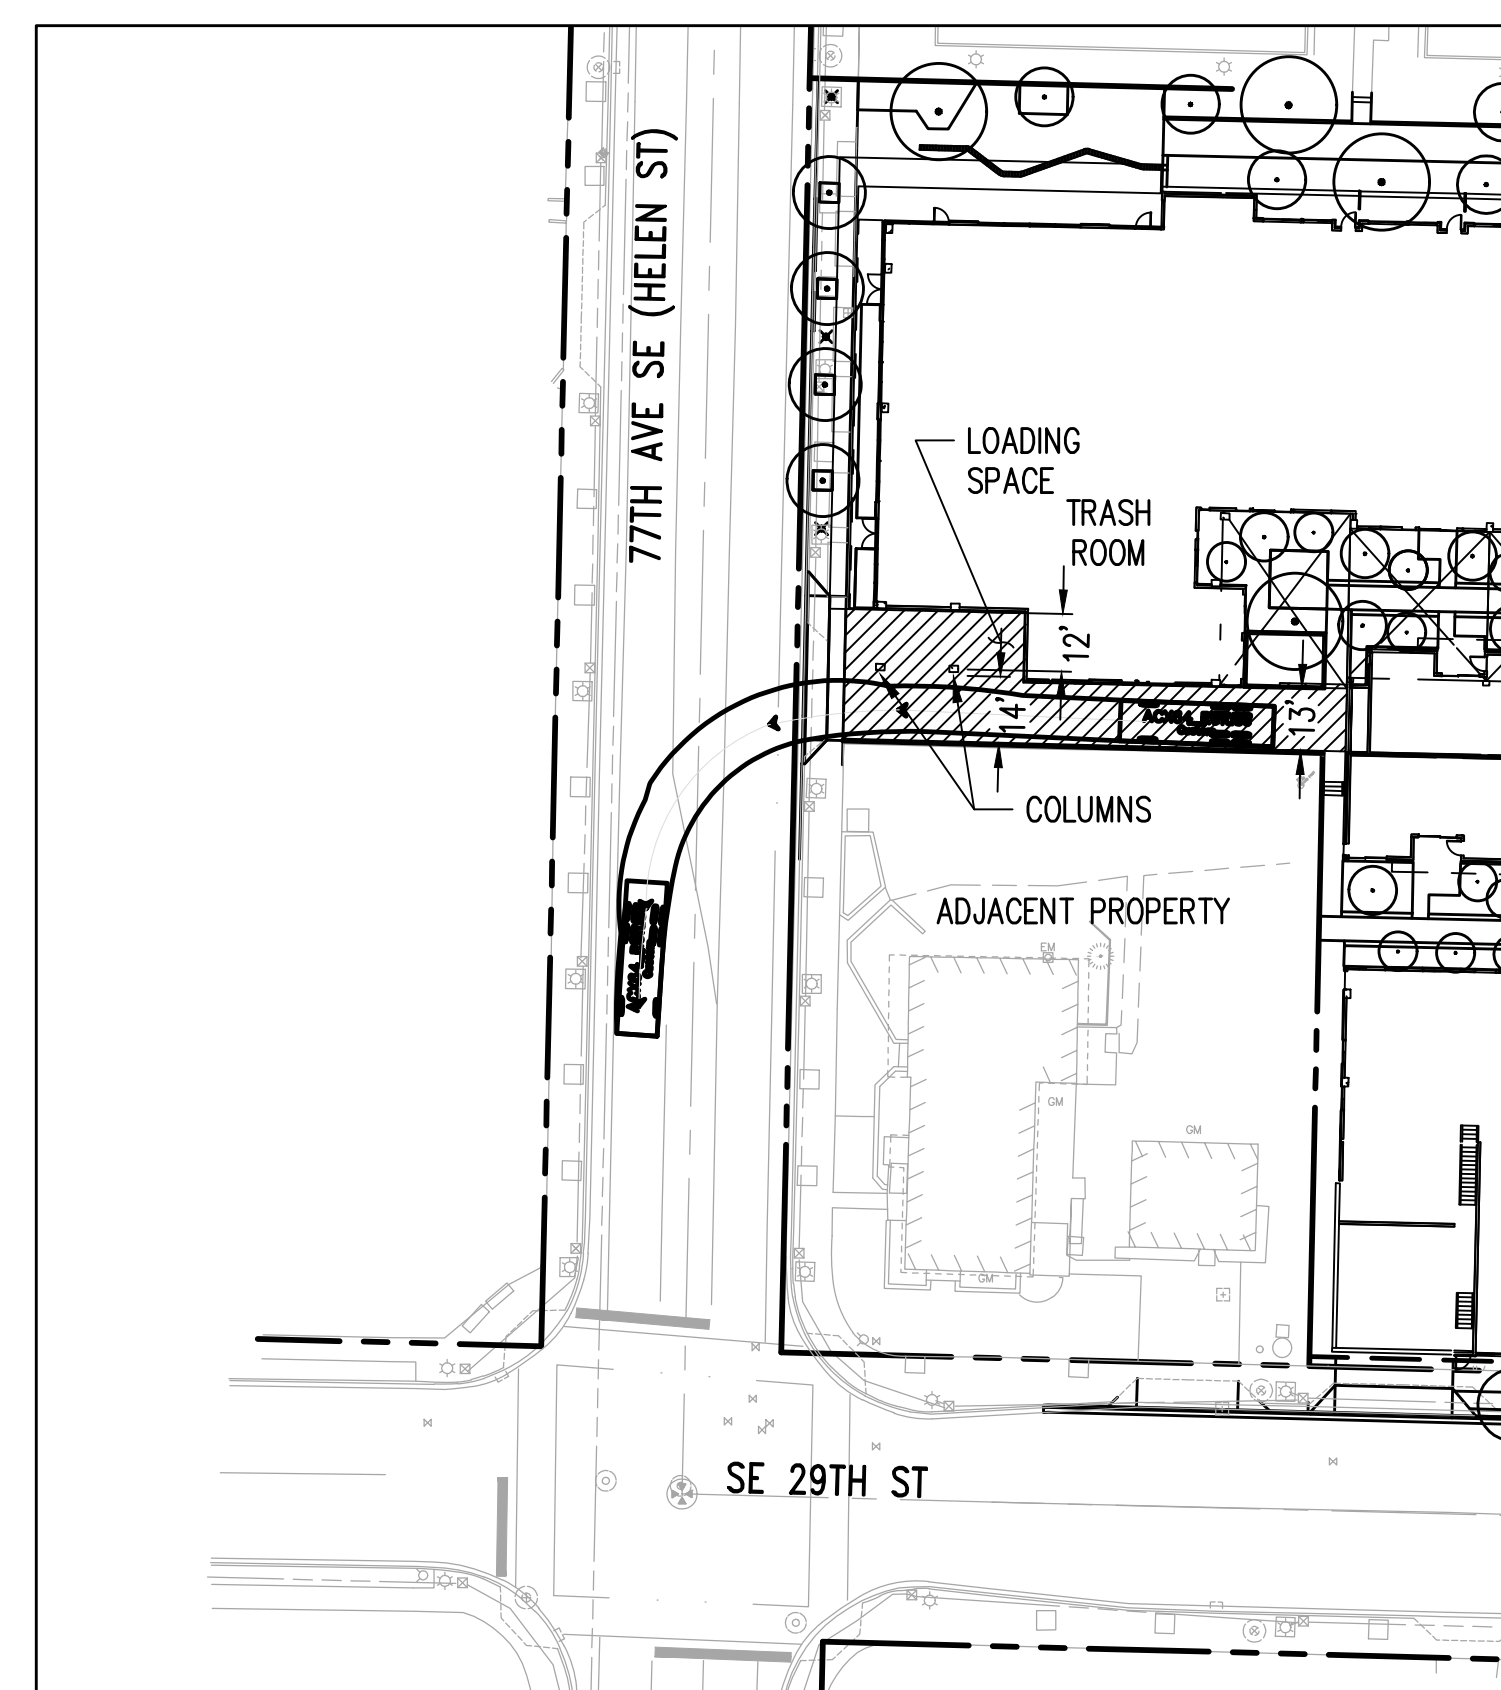 77TH AVE SE (HELEN ST)
LOADING
SPACE
TRASH
ROOM
12'
14'
13'
COLUMNS
ADJACENT PROPERTY
EM
GM
GM
GM
SE 29TH ST